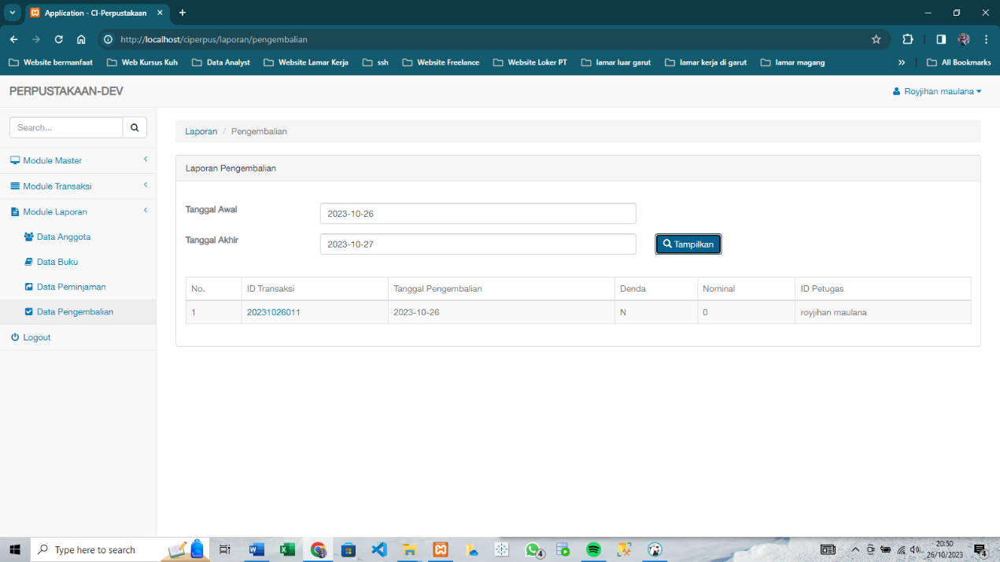 Application - CI-Perpustakaan
http://localhost/ciperpus/laporan/pengembalian
Website bermanfaat Web Kursus Kuh Data Analyst Website Lamar Kerja ssh Website Freelance Website Loker PT lamar luar garut lamar kerja di garut lamar magang » All Bookmarks
PERPUSTAKAAN-DEV Royjihan maulana
Search...
Module Master
Module Transaksi
Module Laporan
Data Anggota
Data Buku
Data Peminjaman
Data Pengembalian
Logout
Laporan / Pengembalian
Laporan Pengembalian
Tanggal Awal 2023-10-26
Tanggal Akhir 2023-10-27 Tampilkan
No. ID Transaksi Tanggal Pengembalian Denda Nominal ID Petugas
1 20231026011 2023-10-26 N 0 royjihan maulana
Type here to search
4
20:50
26/10/2023
4